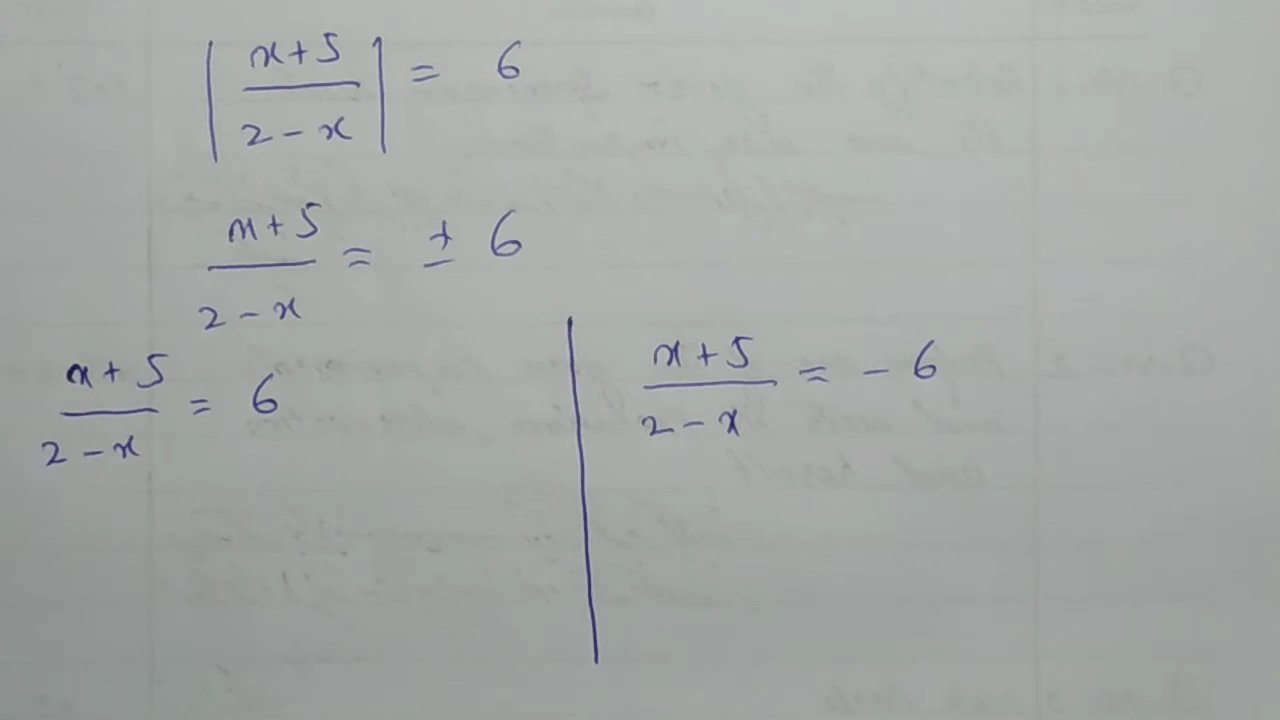 | x+5 / 2-x | = 6
x+5 / 2-x = ± 6
x+5 / 2-x = 6
x+5 / 2-x = -6